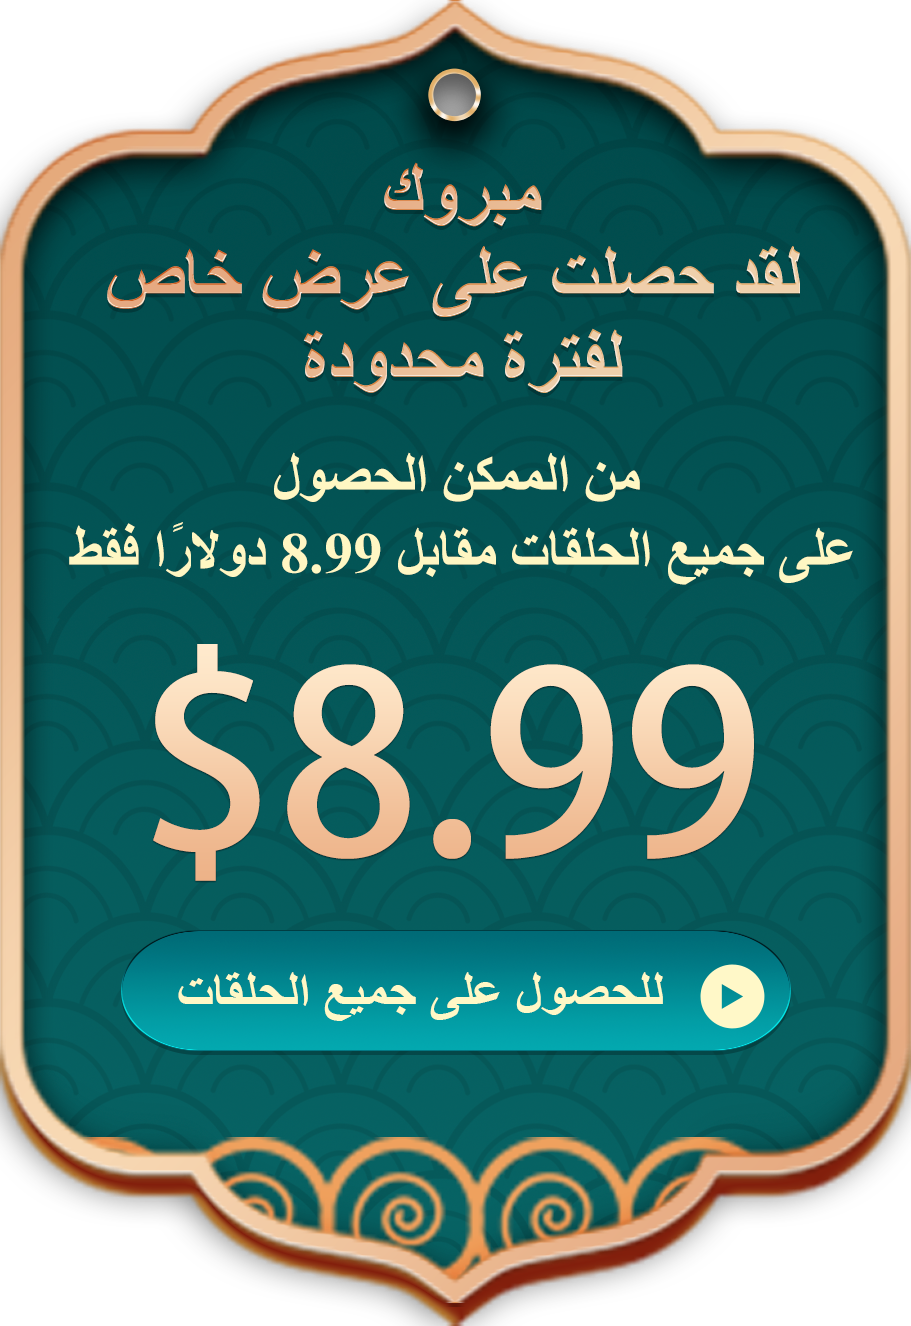 مبروك
لقد حصلت على عرض خاص
لفترة محدودة
من الممكن الحصول
على جميع الحلقات مقابل 8.99 دولارًا فقط
$8.99
للحصول على جميع الحلقات